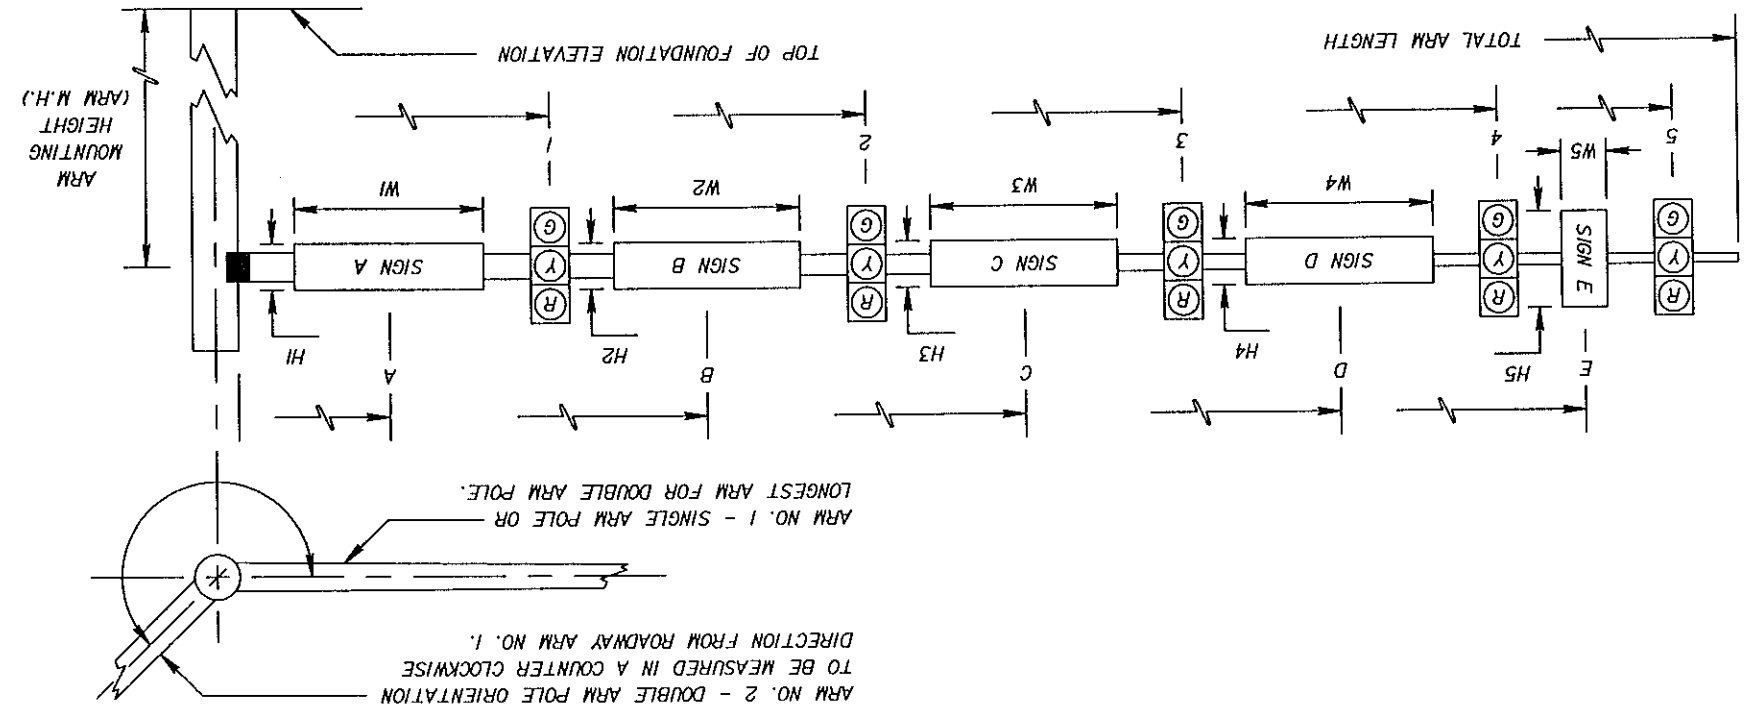 ARM NO. 2 - DOUBLE ARM POLE ORIENTATION
TO BE MEASURED IN A COUNTER CLOCKWISE
DIRECTION FROM ROADWAY ARM NO. 1.
ARM NO. 1 - SINGLE ARM POLE OR
LONGEST ARM FOR DOUBLE ARM POLE.
E
D
C
B
A
H5
H4
H3
H2
H1
R
R
R
R
R
Y
SIGN E
Y
SIGN D
Y
SIGN C
Y
SIGN B
Y
SIGN A
G
G
G
G
G
W5
W4
W3
W2
W1
5
4
3
2
1
ARM
MOUNTING
HEIGHT
(ARM M.H.)
TOTAL ARM LENGTH
TOP OF FOUNDATION ELEVATION